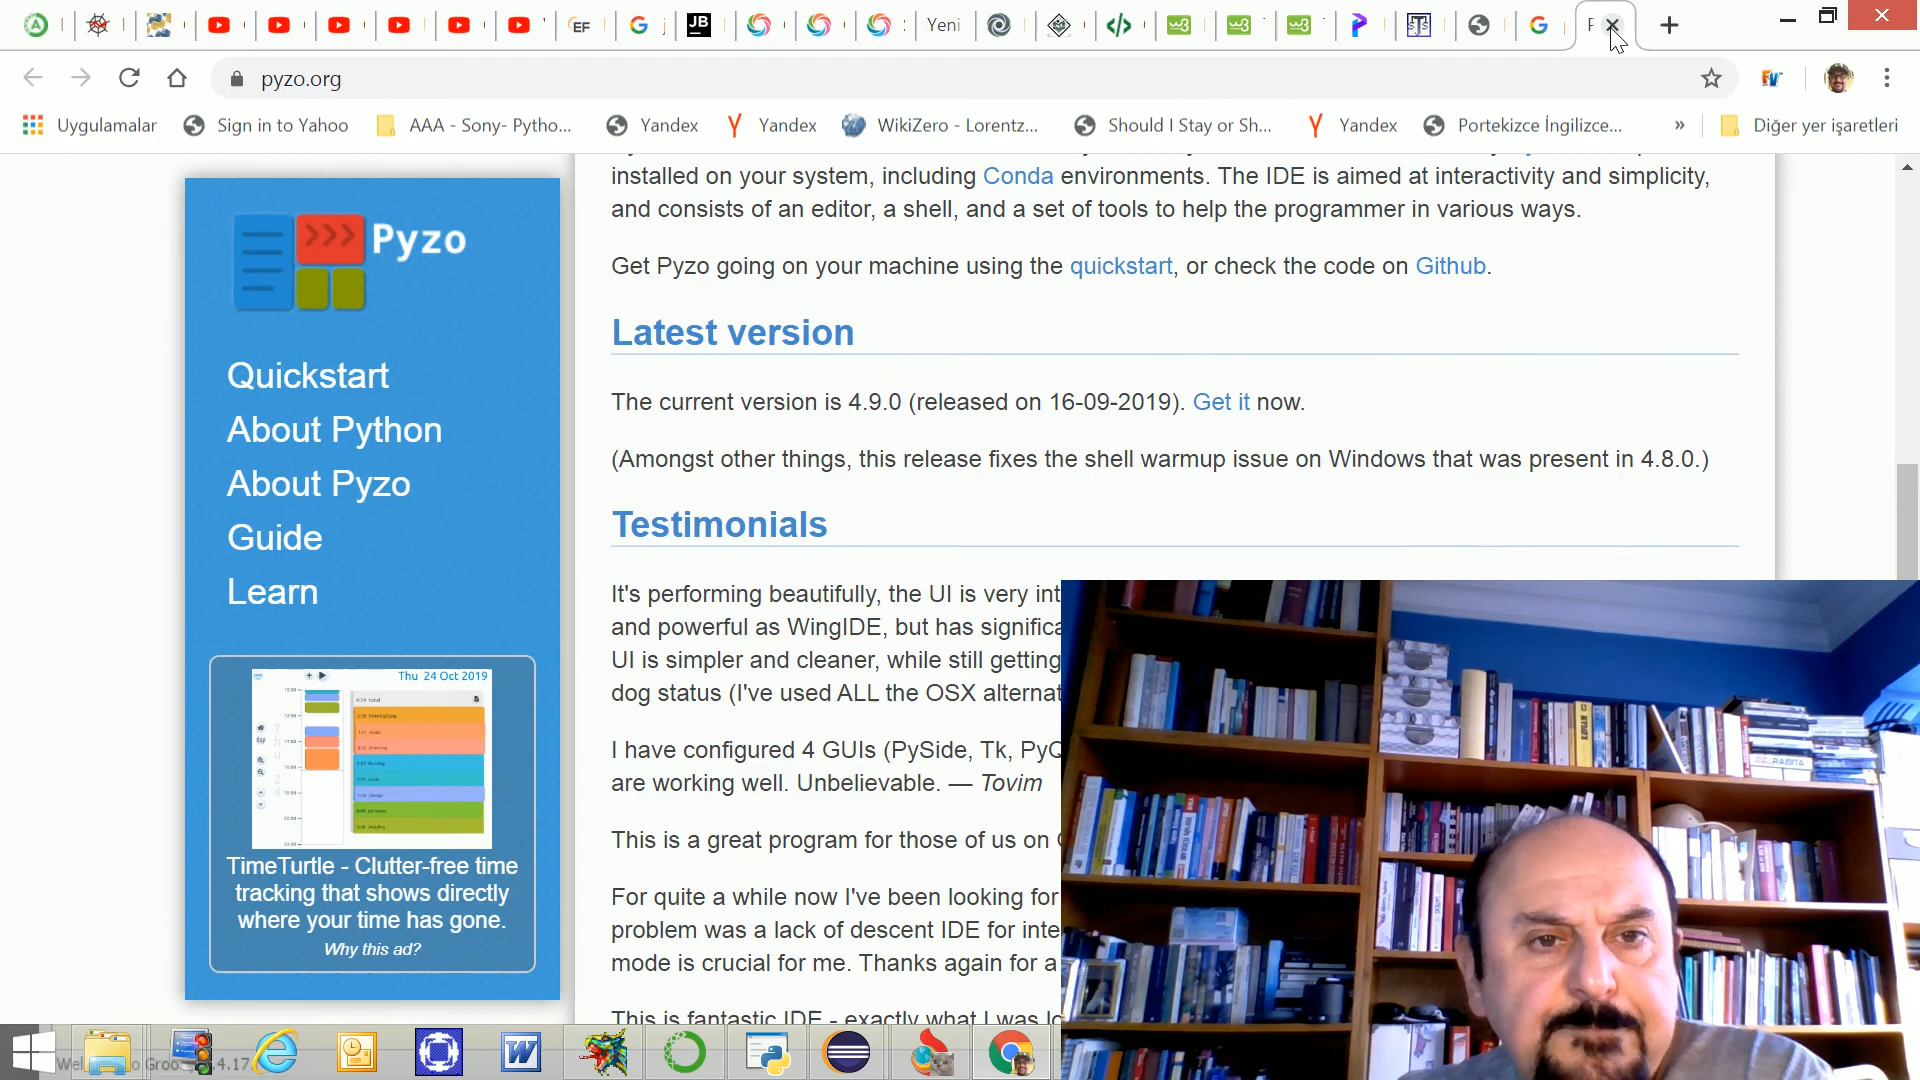 EF
JB
Yeni
pyzo.org
Uygulamalar
Sign in to Yahoo
AAA - Sony- Pytho...
Yandex
Yandex
WikiZero - Lorentz...
Should I Stay or Sh...
Yandex
Portekizce İngilizce...
»
Diğer yer işaretleri
Pyzo
Quickstart
About Python
About Pyzo
Guide
Learn
Thu 24 Oct 2019
TimeTurtle - Clutter-free time
tracking that shows directly
where your time has gone.
Why this ad?
installed on your system, including Conda environments. The IDE is aimed at interactivity and simplicity,
and consists of an editor, a shell, and a set of tools to help the programmer in various ways.
Get Pyzo going on your machine using the quickstart, or check the code on Github.
Latest version
The current version is 4.9.0 (released on 16-09-2019). Get it now.
(Amongst other things, this release fixes the shell warmup issue on Windows that was present in 4.8.0.)
Testimonials
It's performing beautifully, the UI is very int
and powerful as WingIDE, but has significa
UI is simpler and cleaner, while still getting
dog status (I've used ALL the OSX alternat
I have configured 4 GUIs (PySide, Tk, PyQ
are working well. Unbelievable. — Tovim
This is a great program for those of us on
For quite a while now I've been looking for
problem was a lack of descent IDE for inte
mode is crucial for me. Thanks again for a
This is fantastic IDE - exactly what I was lo